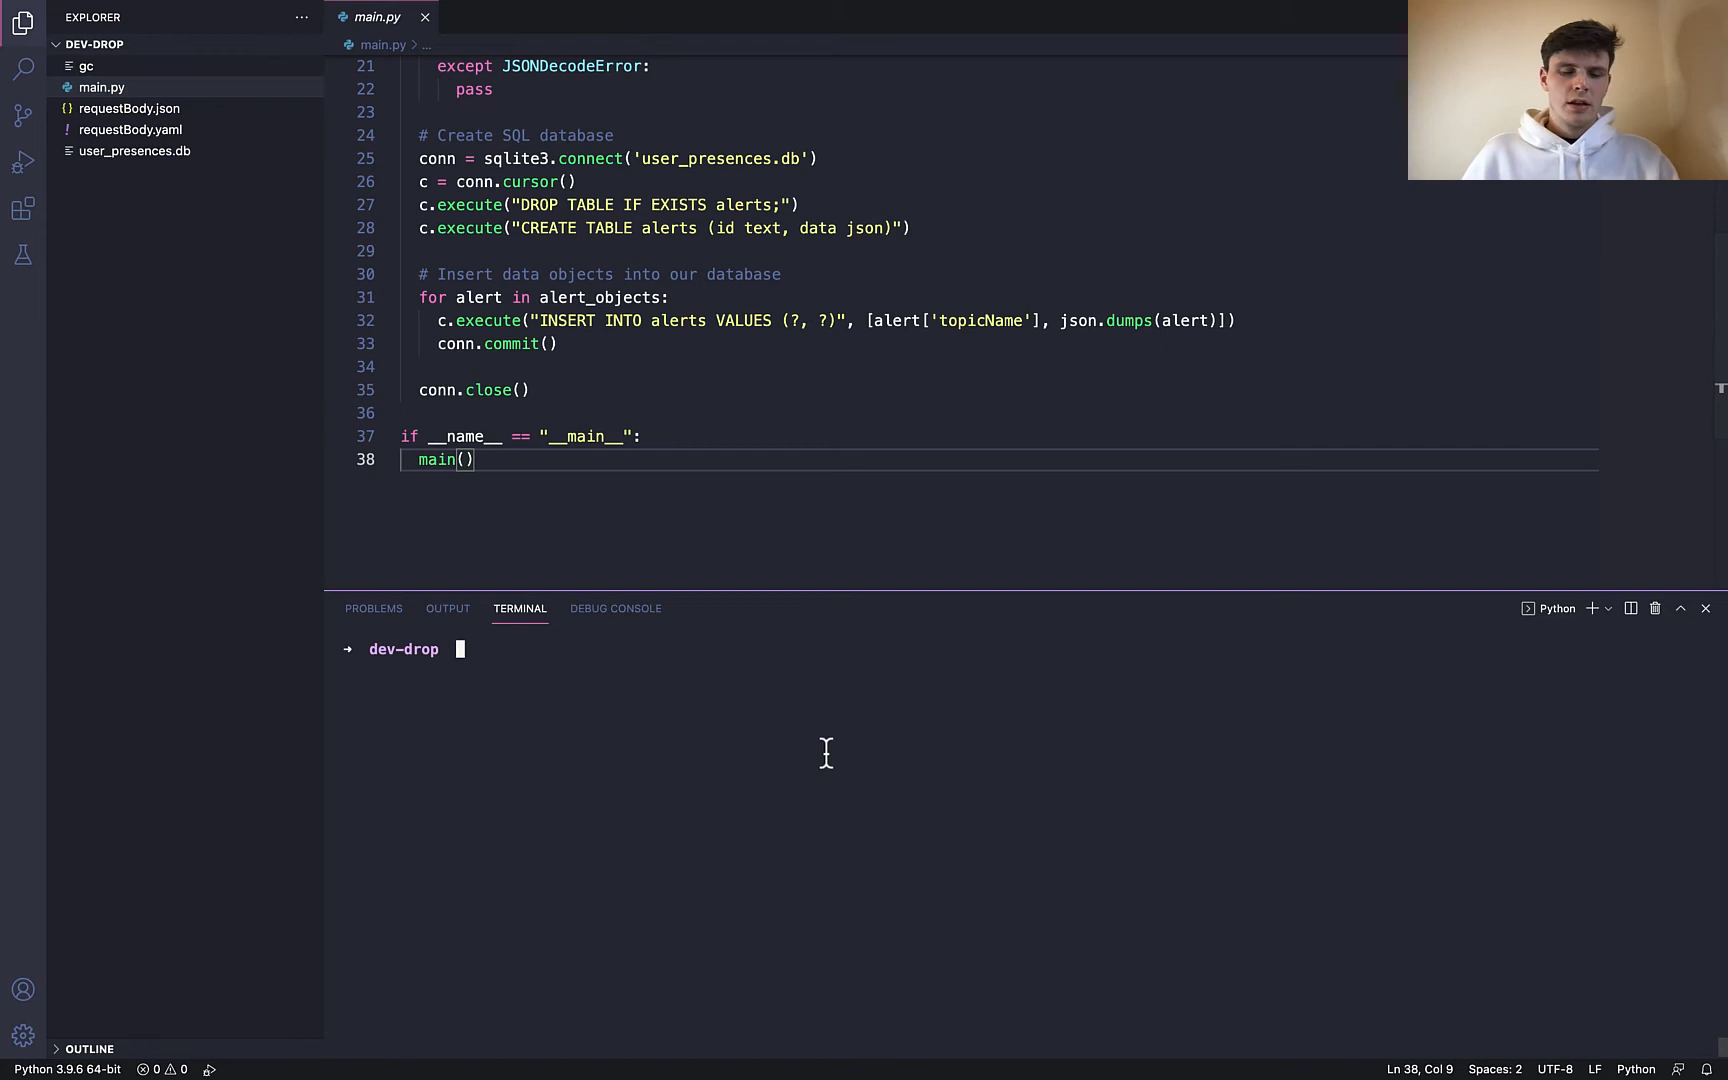 EXPLORER
main.py
DEV-DROP
gc
main.py
requestBody.json
requestBody.yaml
user_presences.db
main.py > ...
21 except JSONDecodeError:
22 pass
23
24 # Create SQL database
25 conn = sqlite3.connect('user_presences.db')
26 c = conn.cursor()
27 c.execute("DROP TABLE IF EXISTS alerts;")
28 c.execute("CREATE TABLE alerts (id text, data json)")
29
30 # Insert data objects into our database
31 for alert in alert_objects:
32 c.execute("INSERT INTO alerts VALUES (?, ?)", [alert['topicName'], json.dumps(alert)])
33 conn.commit()
34
35 conn.close()
36
37 if __name__ == "__main__":
38 main()
PROBLEMS OUTPUT TERMINAL DEBUG CONSOLE
Python
→ dev-drop
OUTLINE
Python 3.9.6 64-bit 0 0
Ln 38, Col 9 Spaces: 2 UTF-8 LF Python